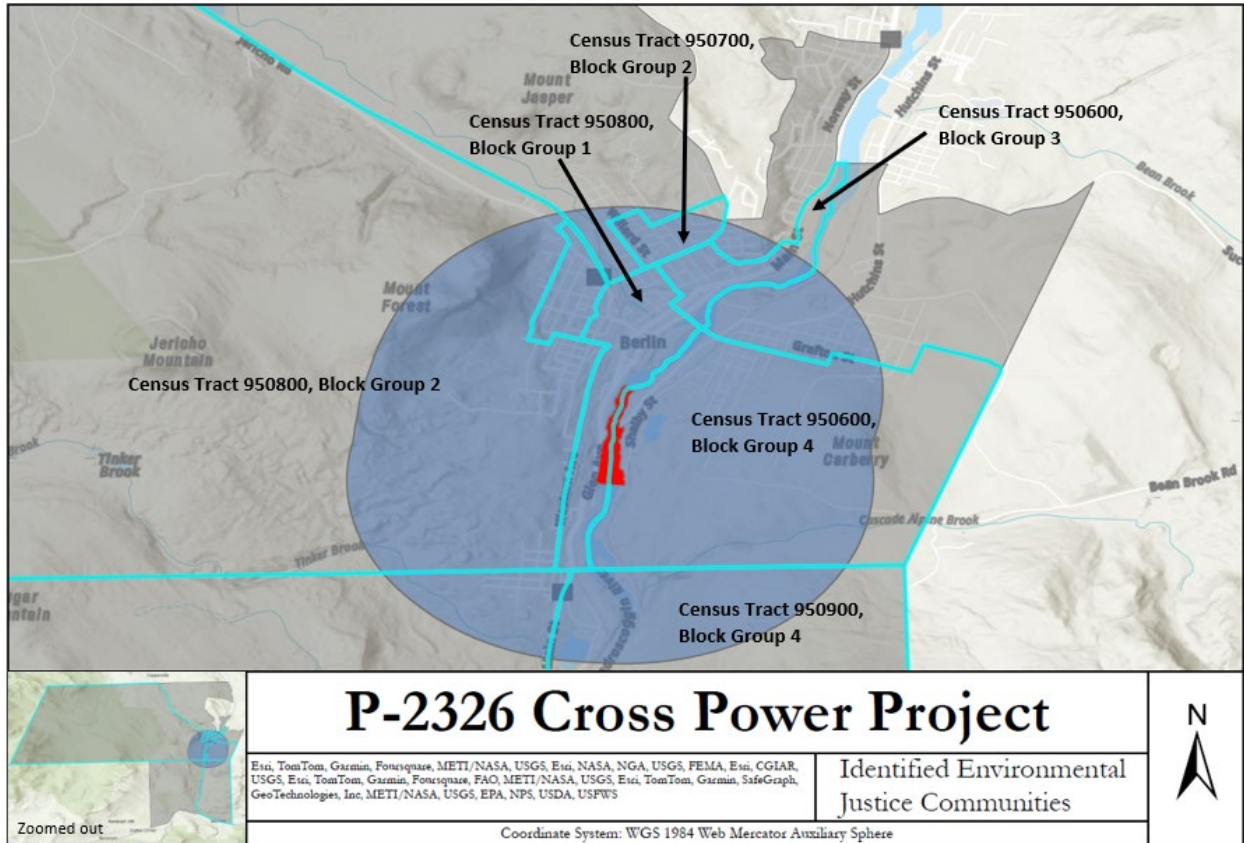 Jericho Rd
Census Tract 950700,
Block Group 2
Mount
Jasper
Census Tract 950800,
Block Group 1
Census Tract 950600,
Block Group 3
Norway St
Hutchins St
Bean Brook
Main St
Hutchins St
Mount
Forest
Jericho
Mountain
Berlin
Census Tract 950800, Block Group 2
Census Tract 950600,
Block Group 4
Mount Carberry
Shelby St
Glen Ave
Tinker
Brook
Bean Brook Rd
Cascade Alpine Brook
Tinker Brook
Census Tract 950900,
Block Group 4
P-2326 Cross Power Project
Esri, TomTom, Garmin, Foursquare, METI/NASA, USGS, Esri, NASA, NGA, USGS, FEMA, Esri, CGIAR,
USGS, Esri, TomTom, Garmin, Foursquare, FAO, METI/NASA, USGS, Esri, TomTom, Garmin, SafeGraph,
GeoTechnologies, Inc, METI/NASA, USGS, EPA, NPS, USDA, USFWS
Identified Environmental
Justice Communities
N
Zoomed out
Coordinate System: WGS 1984 Web Mercator Auxiliary Sphere